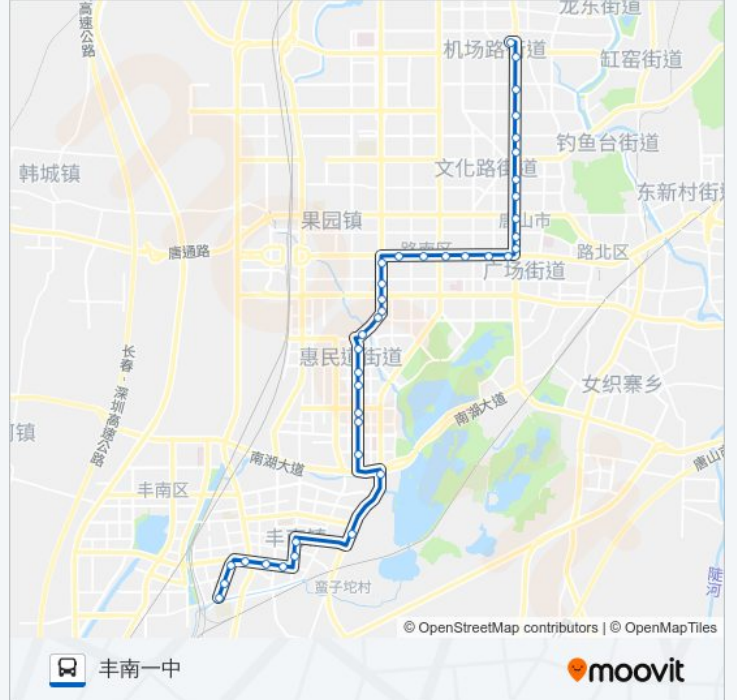 高速公路
龙东街道
机场路街道
缸窑街道
钓鱼台街道
韩城镇
文化路街道
东新村街
果园镇
唐山市
唐通路
路南区
路北区
广场街道
长春 - 深圳高速公路
惠民道街道
女织寨乡
南湖大道
镇
南湖大道
唐山市
丰南区
丰南镇
陡河
蛮子坨村
© OpenStreetMap contributors | © OpenMapTiles
丰南一中
moovit